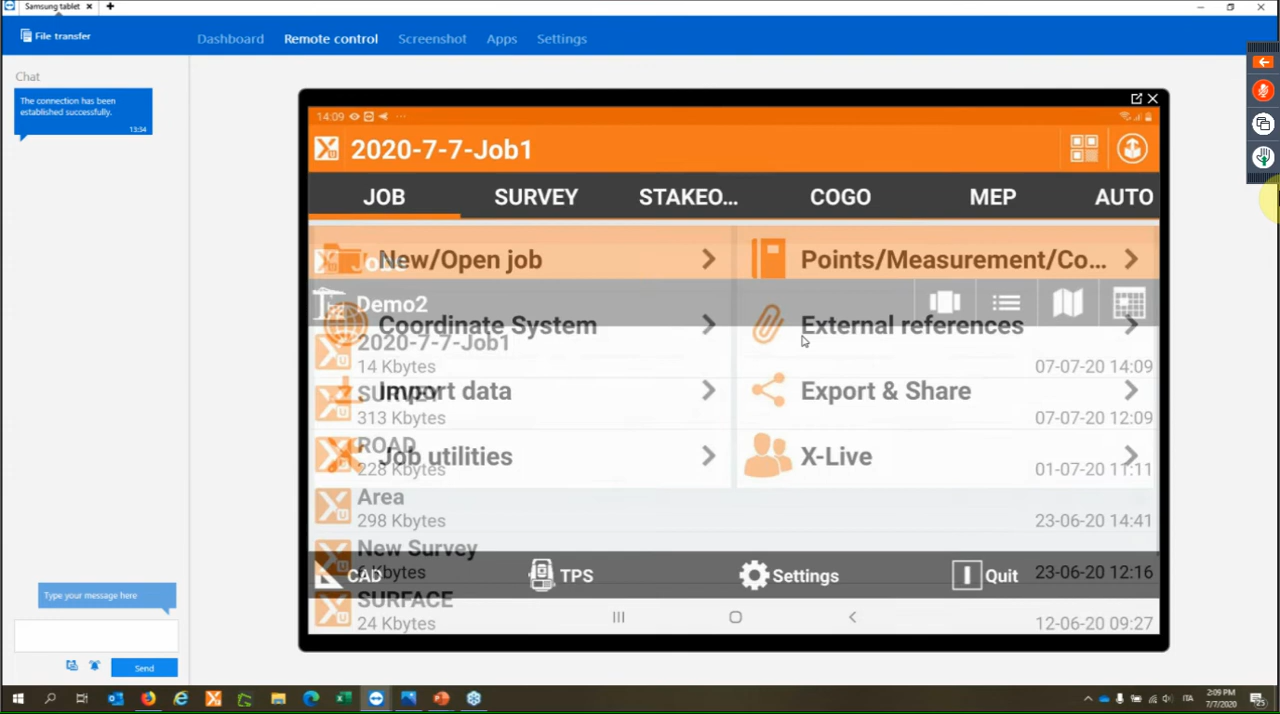 Samsung tablet
File transfer
Dashboard Remote control Screenshot Apps Settings
Chat
The connection has been
established successfully.
13:34
14:09
2020-7-7-Job1
JOB SURVEY STAKEO... COGO MEP AUTO
New/Open job
Points/Measurement/Co...
Jobs
Demo2
Coordinate System
External references
2020-7-7-Job1
14 Kbytes
07-07-20 14:09
Import data
Export & Share
SURVEY
313 Kbytes
07-07-20 12:09
ROAD
Job utilities
X-Live
228 Kbytes
01-07-20 11:11
Area
298 Kbytes
23-06-20 14:41
New Survey
6 Kbytes
23-06-20 12:16
CAD TPS Settings Quit
SURFACE
24 Kbytes
12-06-20 09:27
Type your message here
Send
ITA
2:09 PM
7/7/2020
25